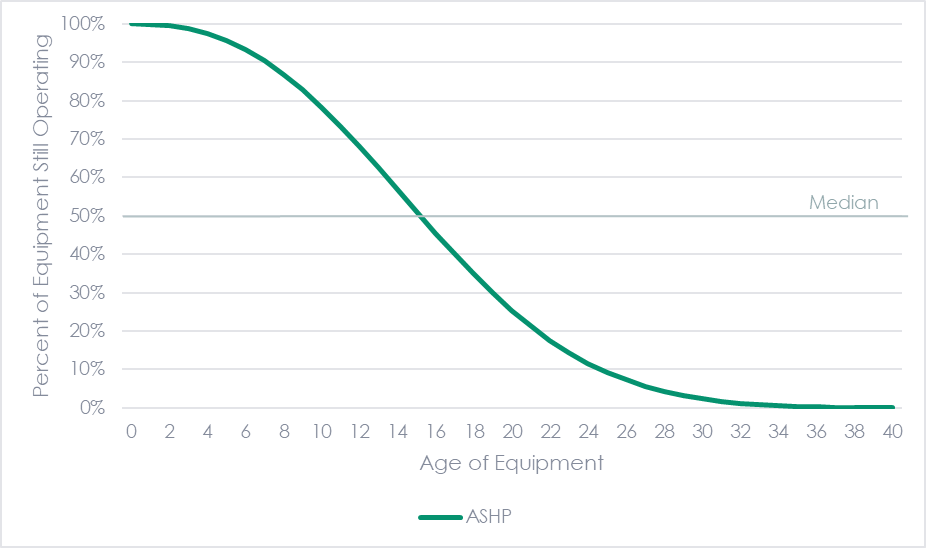 Percent of Equipment Still Operating
100%
90%
80%
70%
60%
50%
40%
30%
20%
10%
0%
Median
0 2 4 6 8 10 12 14 16 18 20 22 24 26 28 30 32 34 36 38 40
Age of Equipment
ASHP